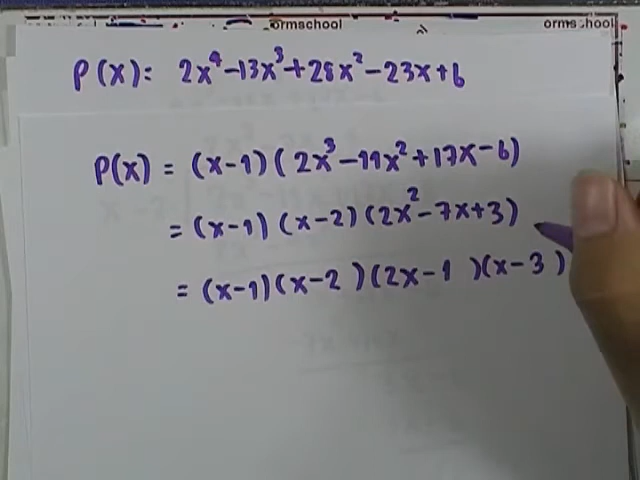 ormschool ormschool
P(x): 2x⁴-13x³+28x²-23x+6
P(x) = (x-1)(2x³-11x²+17x-6)
= (x-1)(x-2)(2x²-7x+3)
= (x-1)(x-2)(2x-1)(x-3)